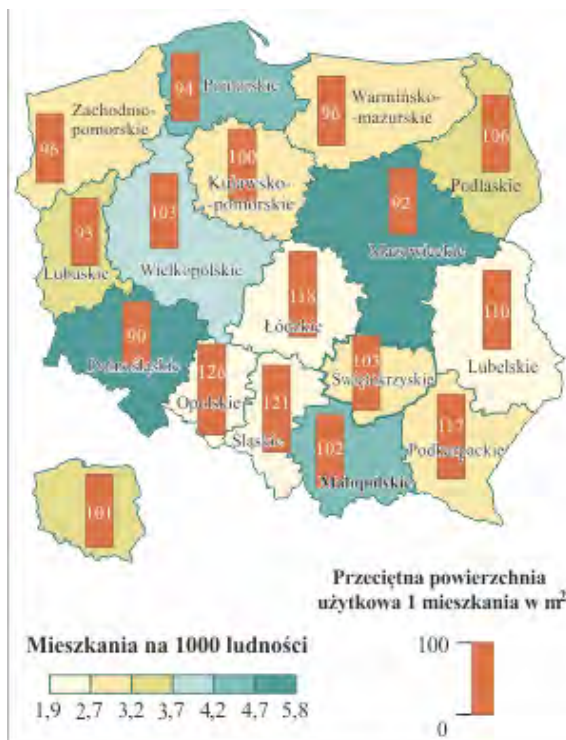 94
Pomorskie
96
Warmińsko-
-mazurskie
Zachodnio-
pomorskie
96
106
Podlaskie
100
Kujawsko-
-pomorskie
103
Wielkopolskie
92
Mazowieckie
93
Lubuskie
118
Łódzkie
110
Lubelskie
90
Dolnośląskie
126
Opolskie
121
Śląskie
103
Świętokrzyskie
102
Małopolskie
117
Podkarpackie
101
Przeciętna powierzchnia
użytkowa 1 mieszkania w m²
100
0
Mieszkania na 1000 ludności
1,9 2,7 3,2 3,7 4,2 4,7 5,8